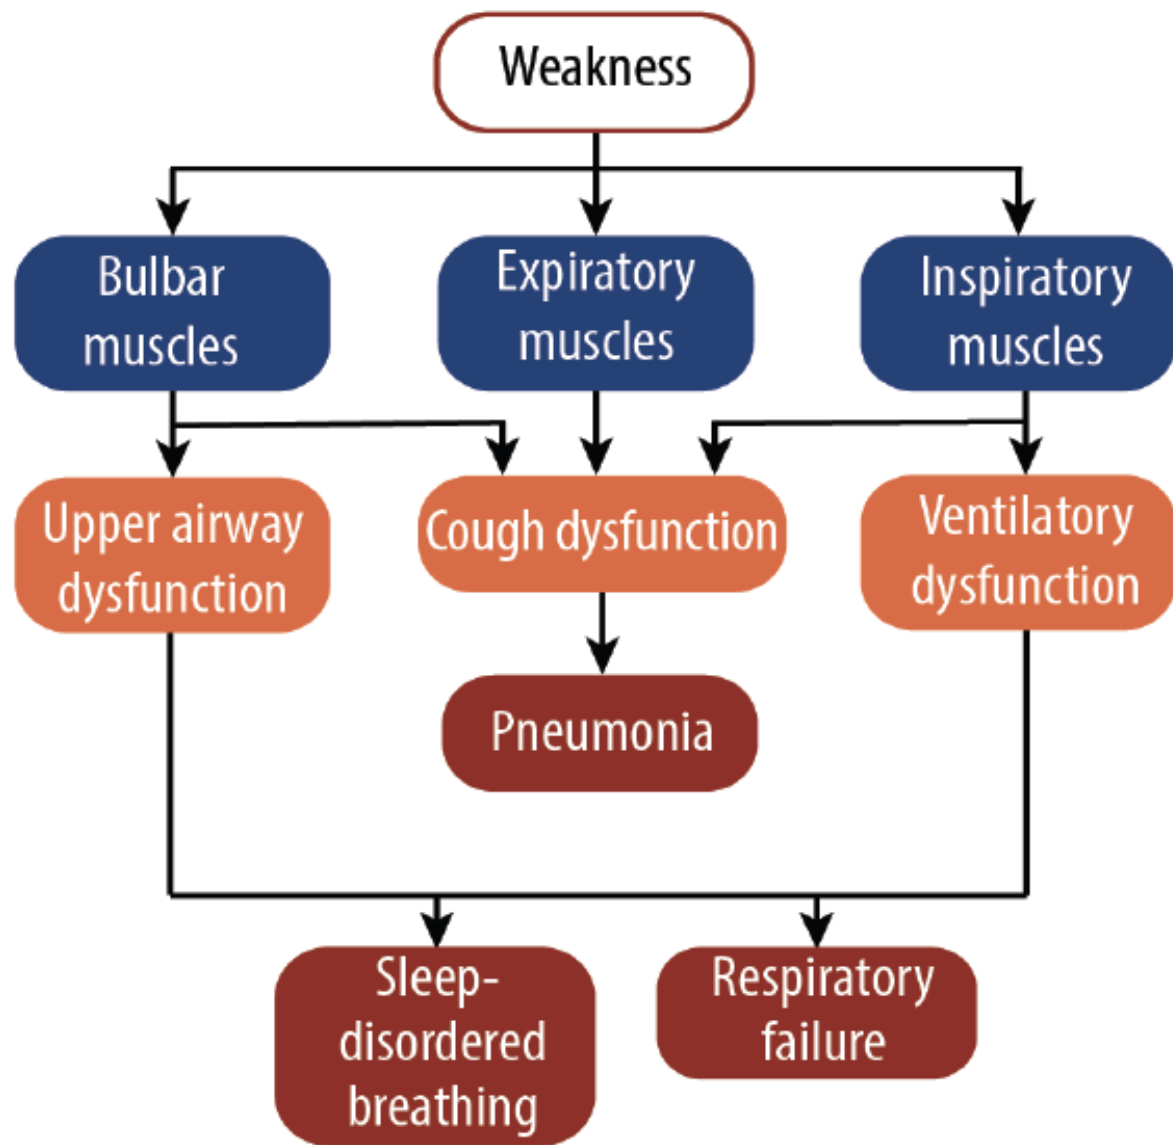 Weakness
Bulbar
muscles
Expiratory
muscles
Inspiratory
muscles
Upper airway
dysfunction
Cough dysfunction
Ventilatory
dysfunction
Pneumonia
Sleep-
disordered
breathing
Respiratory
failure